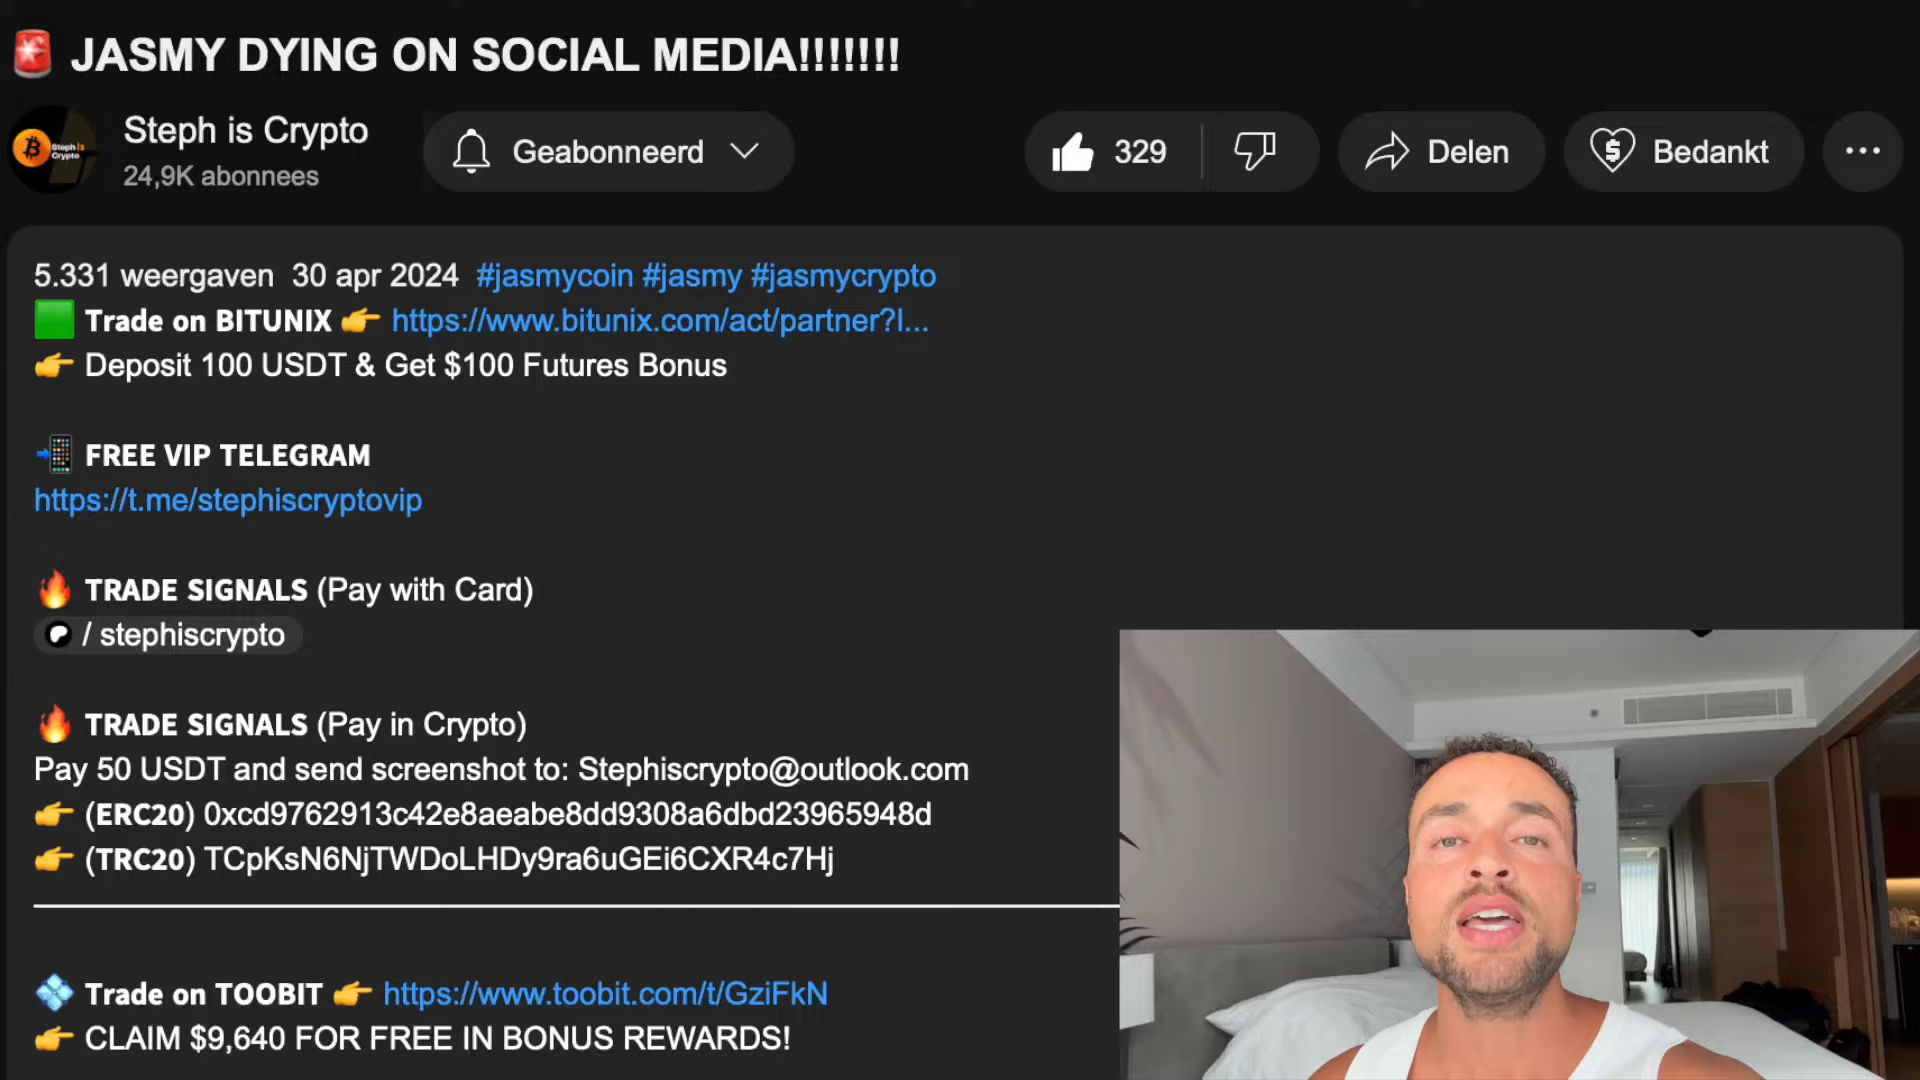 🚨 JASMY DYING ON SOCIAL MEDIA!!!!!!!
Steph is Crypto
24,9K abonnees
Steph is Crypto
Geabonneerd
329
Delen
Bedankt
5.331 weergaven 30 apr 2024 #jasmycoin #jasmy #jasmycrypto
🟩 Trade on BITUNIX 👉 https://www.bitunix.com/act/partner?l...
👉 Deposit 100 USDT & Get $100 Futures Bonus
📲 FREE VIP TELEGRAM
https://t.me/stephiscryptovip
🔥 TRADE SIGNALS (Pay with Card)
/ stephiscrypto
🔥 TRADE SIGNALS (Pay in Crypto)
Pay 50 USDT and send screenshot to: Stephiscrypto@outlook.com
👉 (ERC20) 0xcd9762913c42e8aeabe8dd9308a6dbd23965948d
👉 (TRC20) TCpKsN6NjTWDoLHDy9ra6uGEi6CXR4c7Hj
💠 Trade on TOOBIT 👉 https://www.toobit.com/t/GziFkN
👉 CLAIM $9,640 FOR FREE IN BONUS REWARDS!